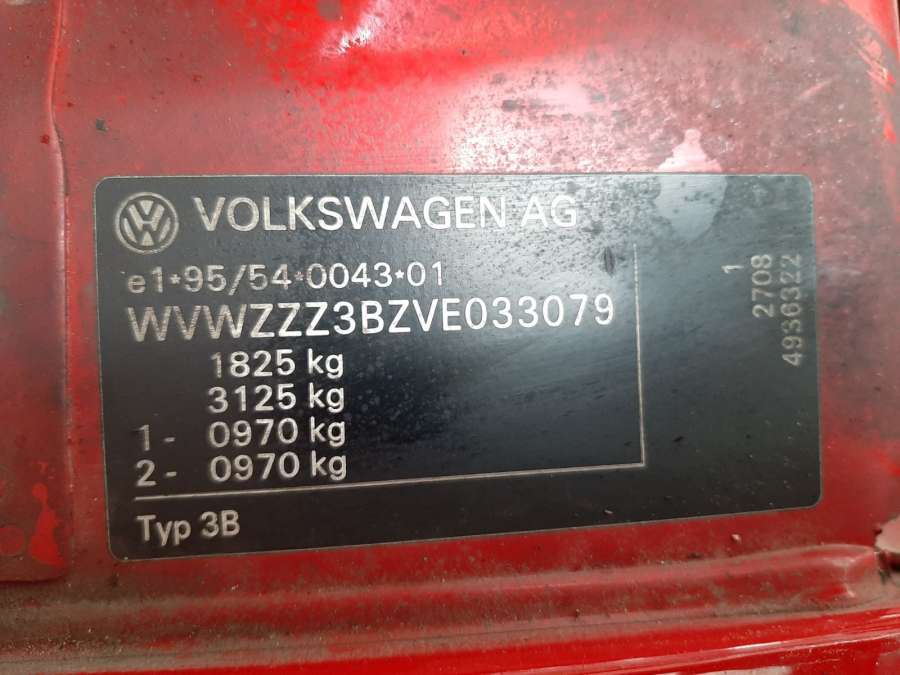 VOLKSWAGEN AG
e1*95/54*0043*01
WVWZZZ3BZVE033079
1825 kg
3125 kg
1- 0970 kg
2- 0970 kg
Typ 3B
1
2708
4936322